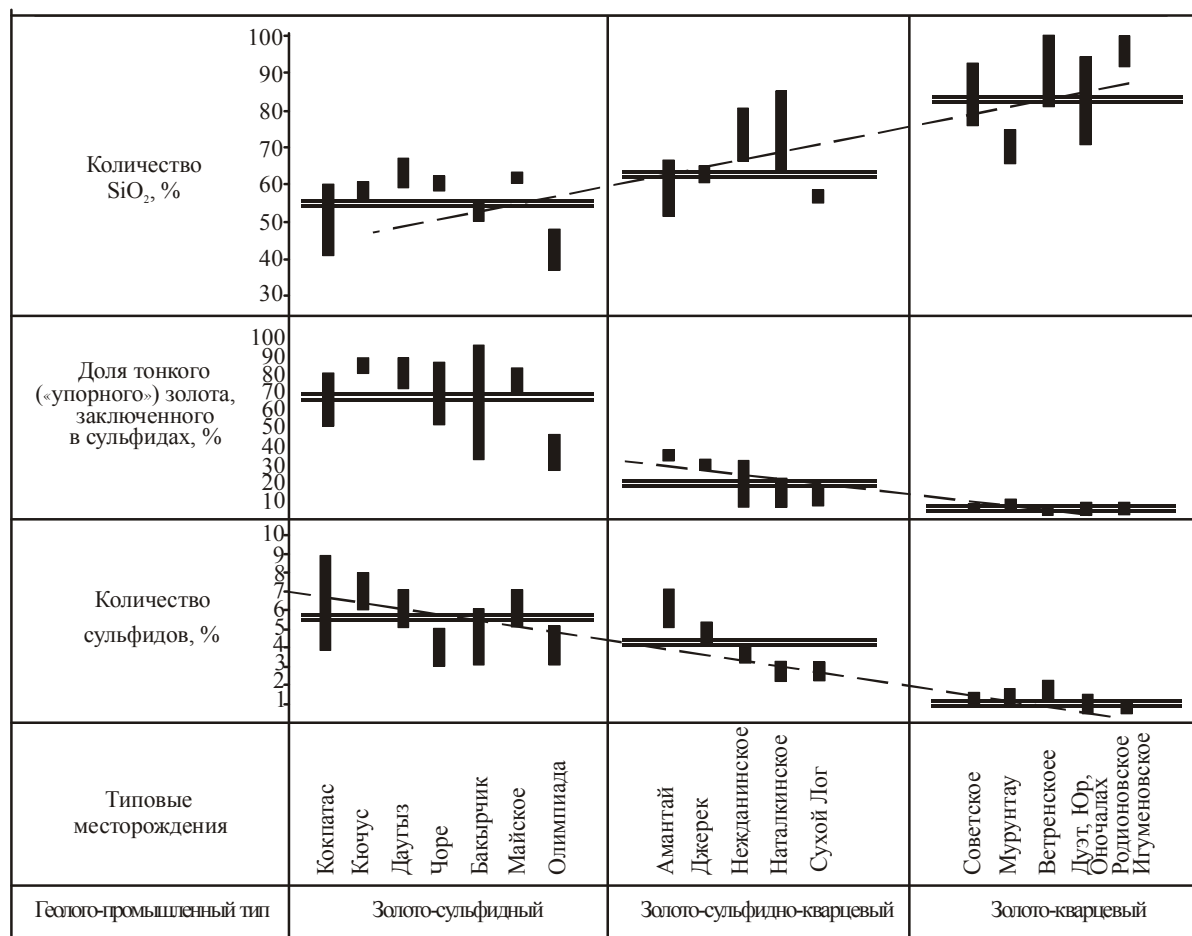 Количество
SiO₂, %
100
90
80
70
60
50
40
30
Доля тонкого
(«упорного») золота,
заключенного
в сульфидах, %
100
90
80
70
60
50
40
30
20
10
Количество
сульфидов, %
10
9
8
7
6
5
4
3
2
1
Типовые
месторождения
Кокпатас
Кючус
Даугыз
Чоре
Бакырчик
Майское
Олимпиада
Амантай
Джерек
Нежданинское
Наталкинское
Сухой Лог
Советское
Мурунтау
Ветренскоее
Дуэт, Юр,
Оночалах
Родионовское
Игуменовское
Геолого-промышленный тип
Золото-сульфидный
Золото-сульфидно-кварцевый
Золото-кварцевый